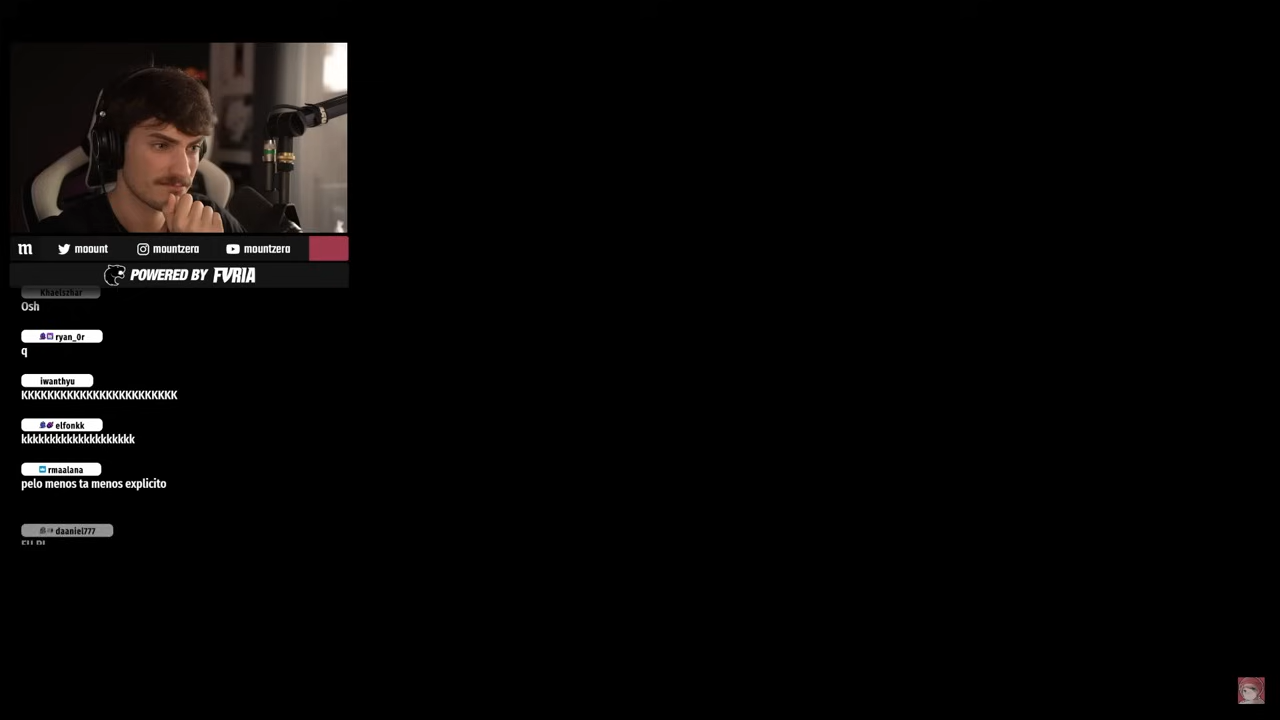 m moount mountzera mountzera
POWERED BY FURIA
Khaelszhar
Osh
ryan_0r
q
iwanthyu
KKKKKKKKKKKKKKKKKKKKKKKK
elfonkk
kkkkkkkkkkkkkkkkkkkk
rmaalana
pelo menos ta menos explicito
daaniel777